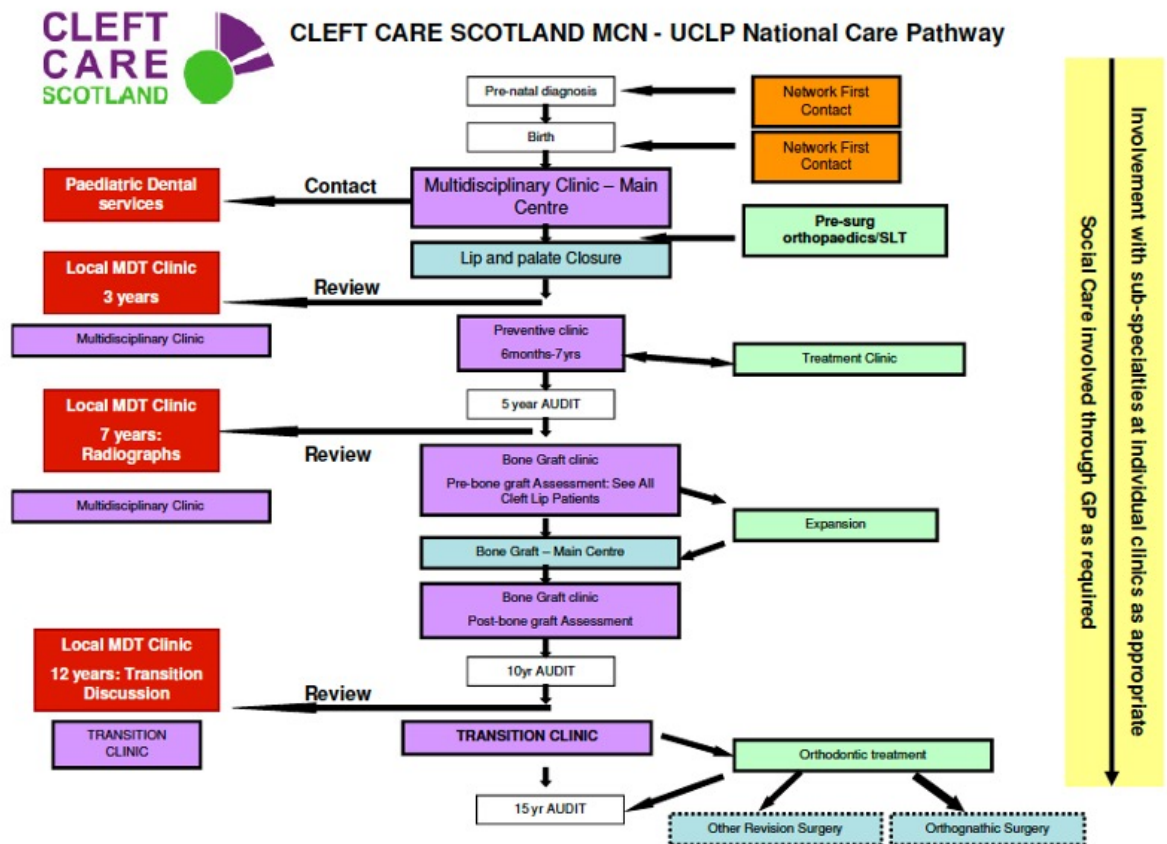 CLEFT
CARE
SCOTLAND
CLEFT CARE SCOTLAND MCN - UCLP National Care Pathway
Pre-natal diagnosis
Network First
Contact
Birth
Network First
Contact
Paediatric Dental
services
Contact
Multidisciplinary Clinic – Main
Centre
Pre-surg
orthopaedics/SLT
Lip and palate Closure
Local MDT Clinic
3 years
Review
Multidisciplinary Clinic
Preventive clinic
6months-7yrs
Treatment Clinic
5 year AUDIT
Local MDT Clinic
7 years:
Radiographs
Review
Multidisciplinary Clinic
Bone Graft clinic
Pre-bone graft Assessment: See All
Cleft Lip Patients
Expansion
Bone Graft – Main Centre
Bone Graft clinic
Post-bone graft Assessment
Local MDT Clinic
12 years: Transition
Discussion
10yr AUDIT
Review
TRANSITION
CLINIC
TRANSITION CLINIC
Orthodontic treatment
15 yr AUDIT
Other Revision Surgery
Orthognathic Surgery
Involvement with sub-specialties at individual clinics as appropriate
Social Care involved through GP as required